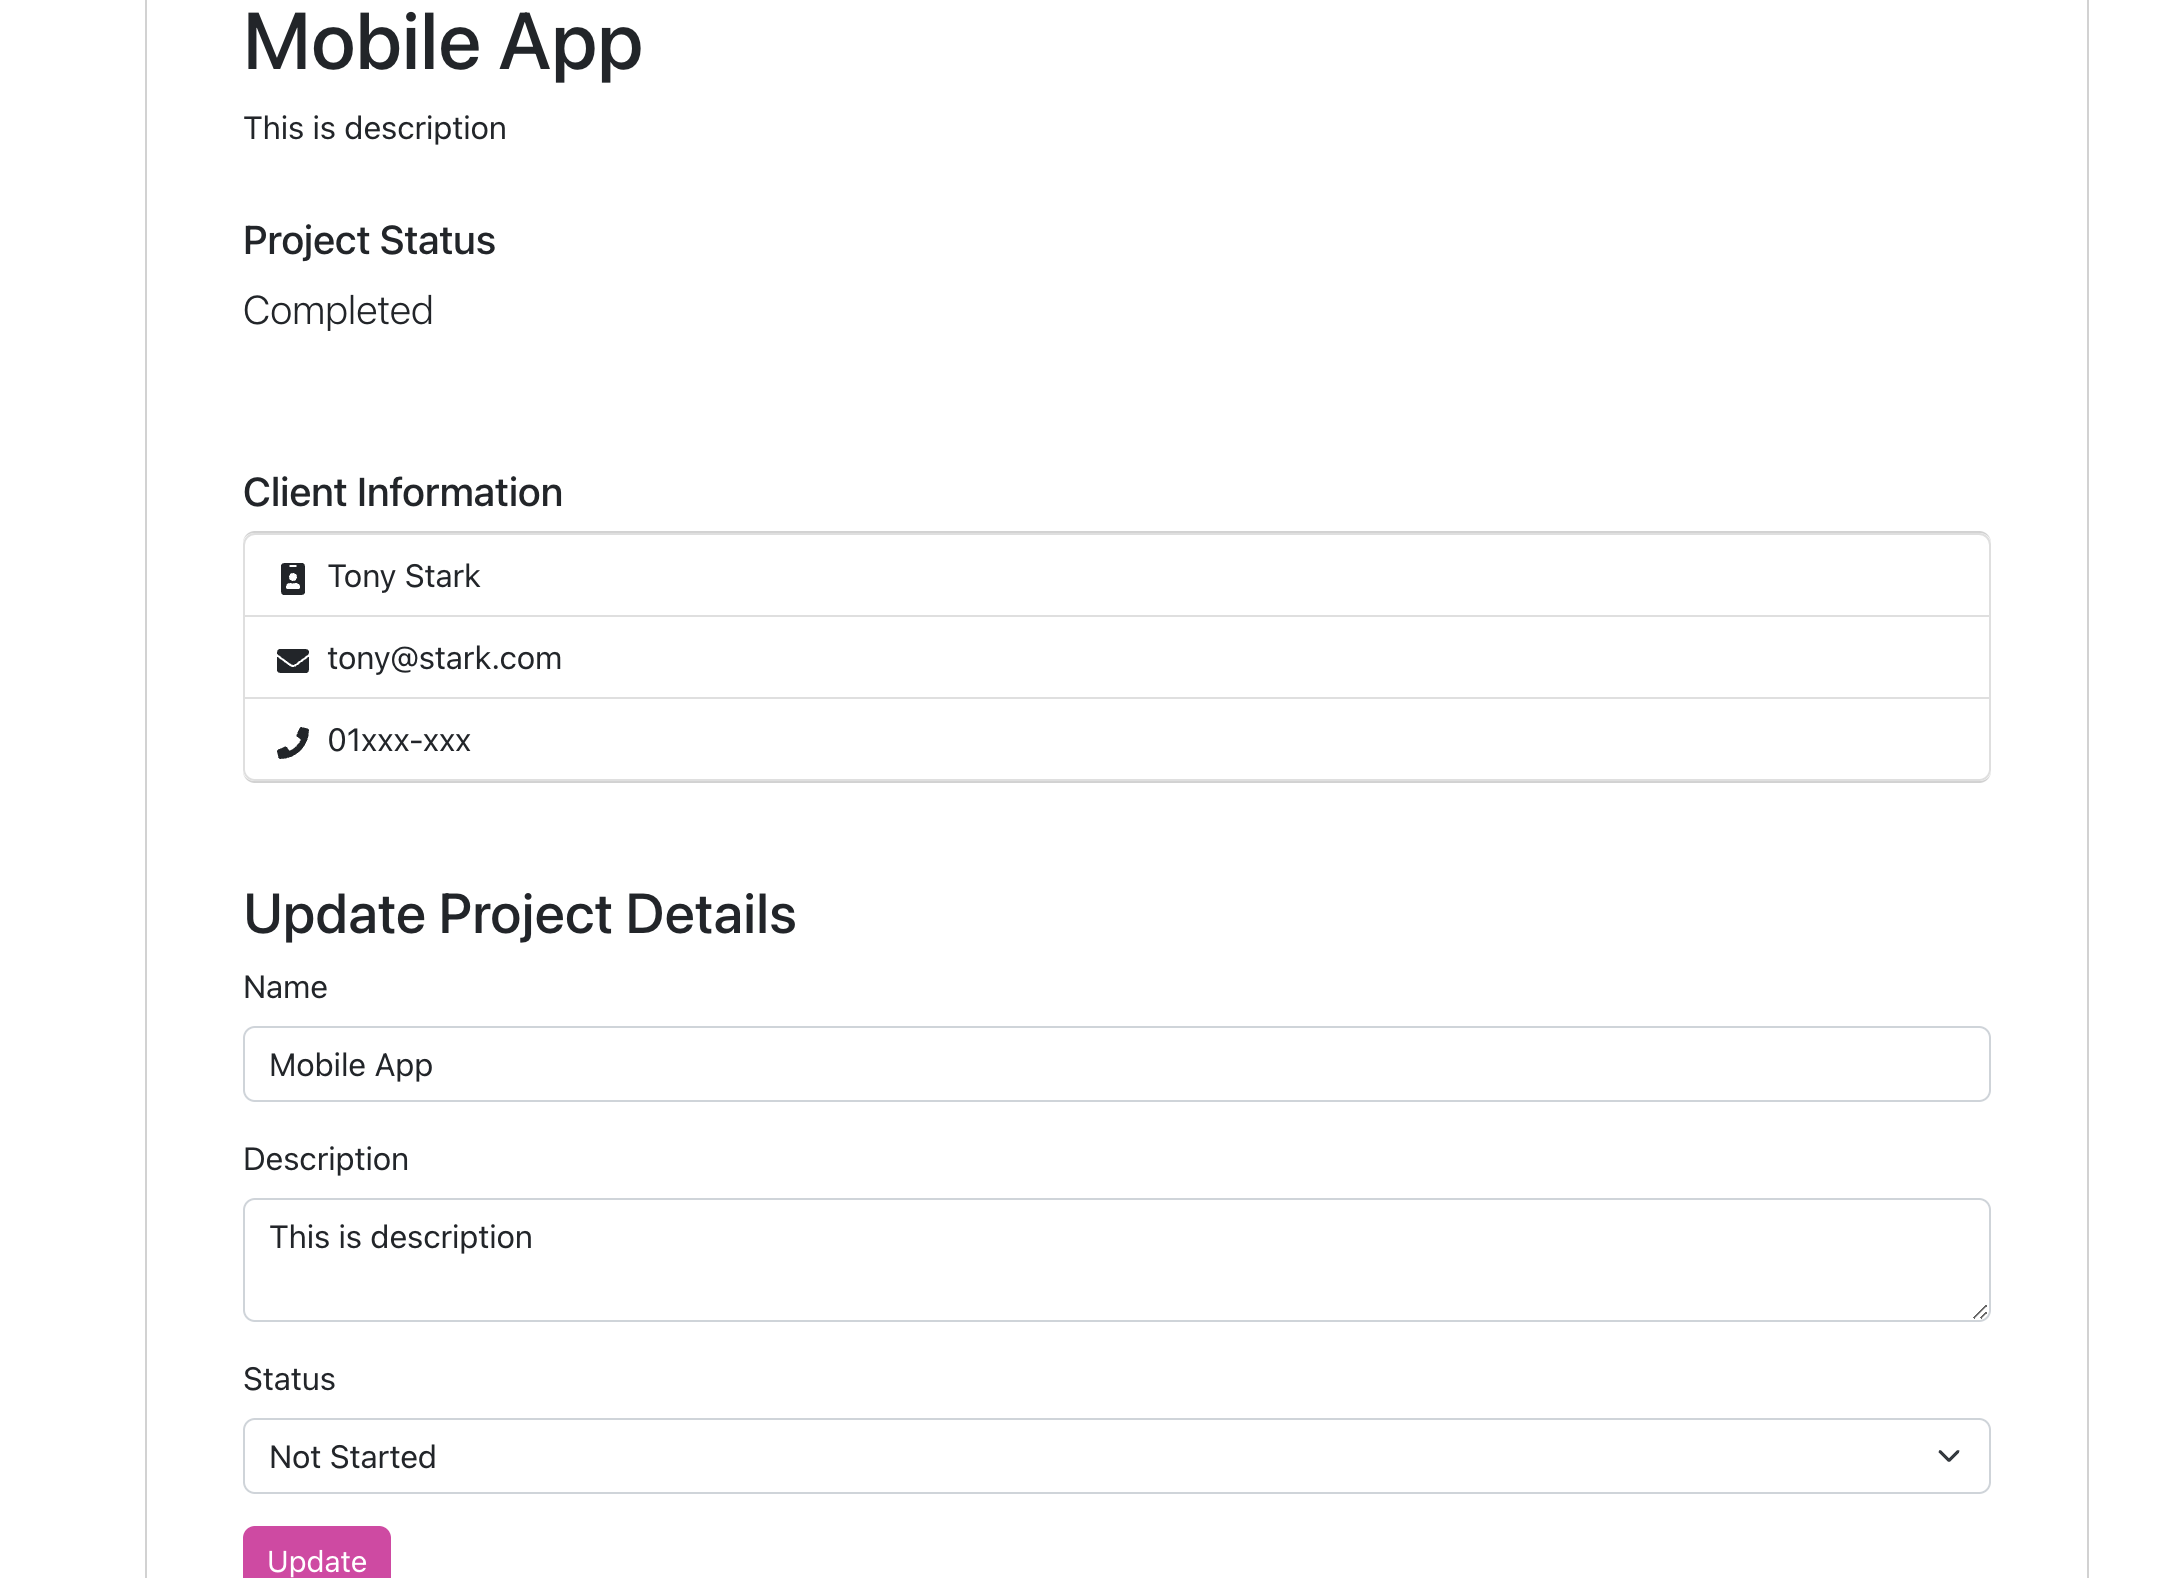 Mobile App
This is description
Project Status
Completed
Client Information
Tony Stark
tony@stark.com
01xxx-xxx
Update Project Details
Name
Mobile App
Description
This is description
Status
Not Started
Update